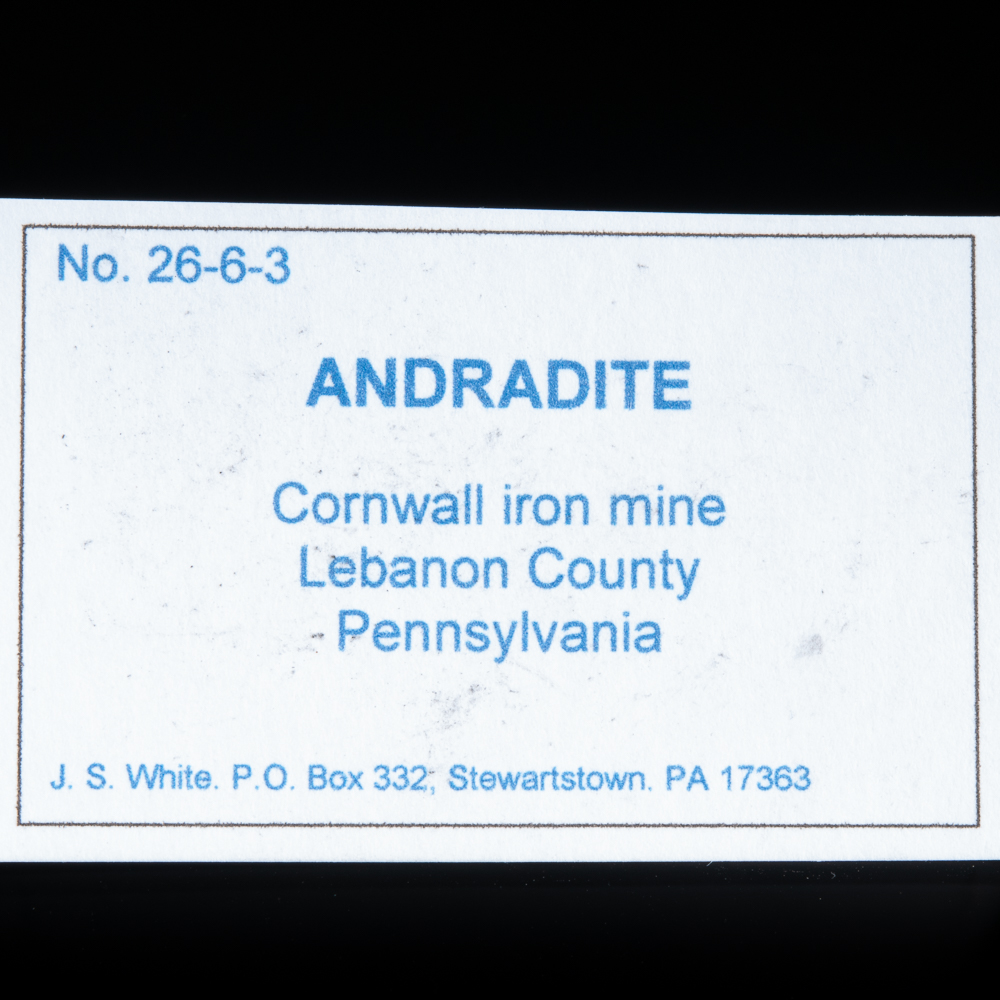 No. 26-6-3
ANDRADITE
Cornwall iron mine
Lebanon County
Pennsylvania
J. S. White. P.O. Box 332; Stewartstown. PA 17363